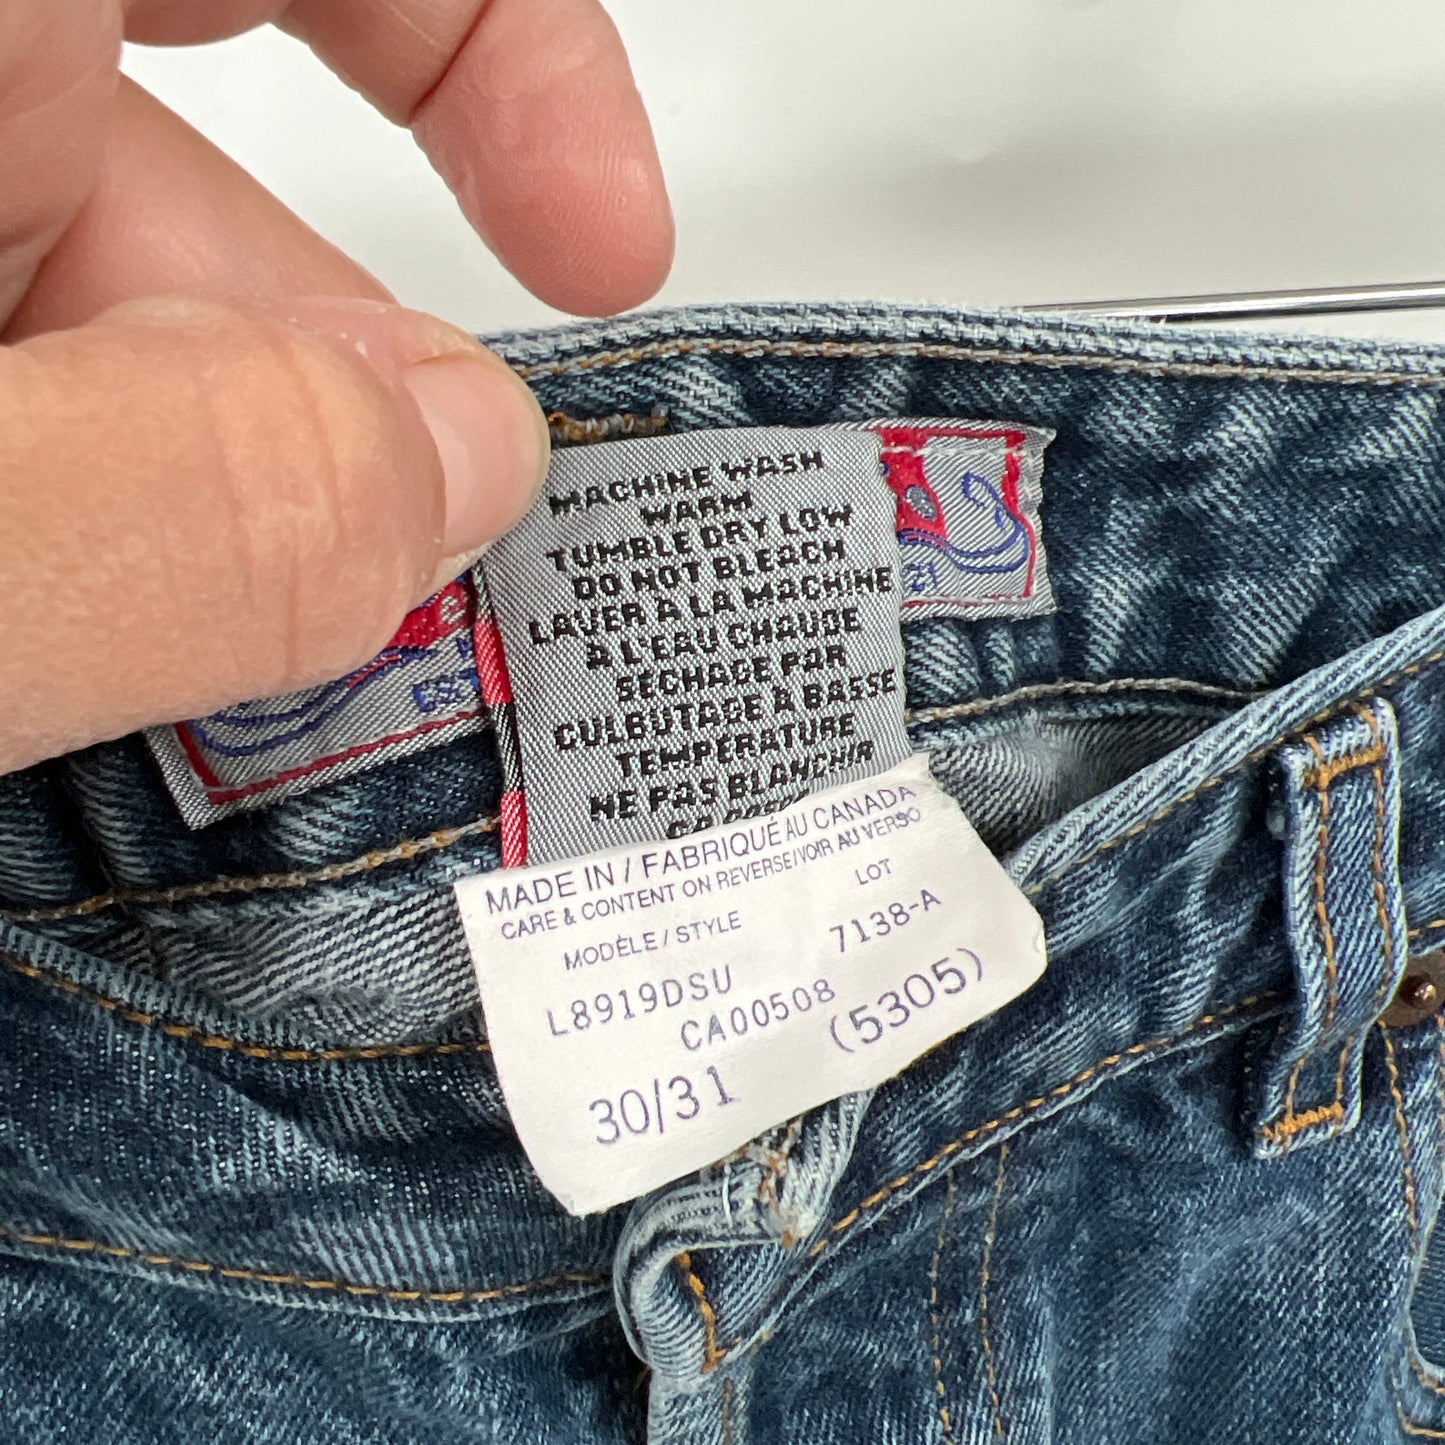 MACHINE WASH
WARM
TUMBLE DRY LOW
DO NOT BLEACH
LAVER À LA MACHINE
À L'EAU CHAUDE
SÉCHAGE PAR
CULBUTAGE À BASSE
TEMPÉRATURE
NE PAS BLANCHIR
MADE IN / FABRIQUÉ AU CANADA
CARE & CONTENT ON REVERSE/VOIR AU VERSO
MODÈLE / STYLE
LOT
L8919DSU
7138-A
CA00508
(5305)
30/31